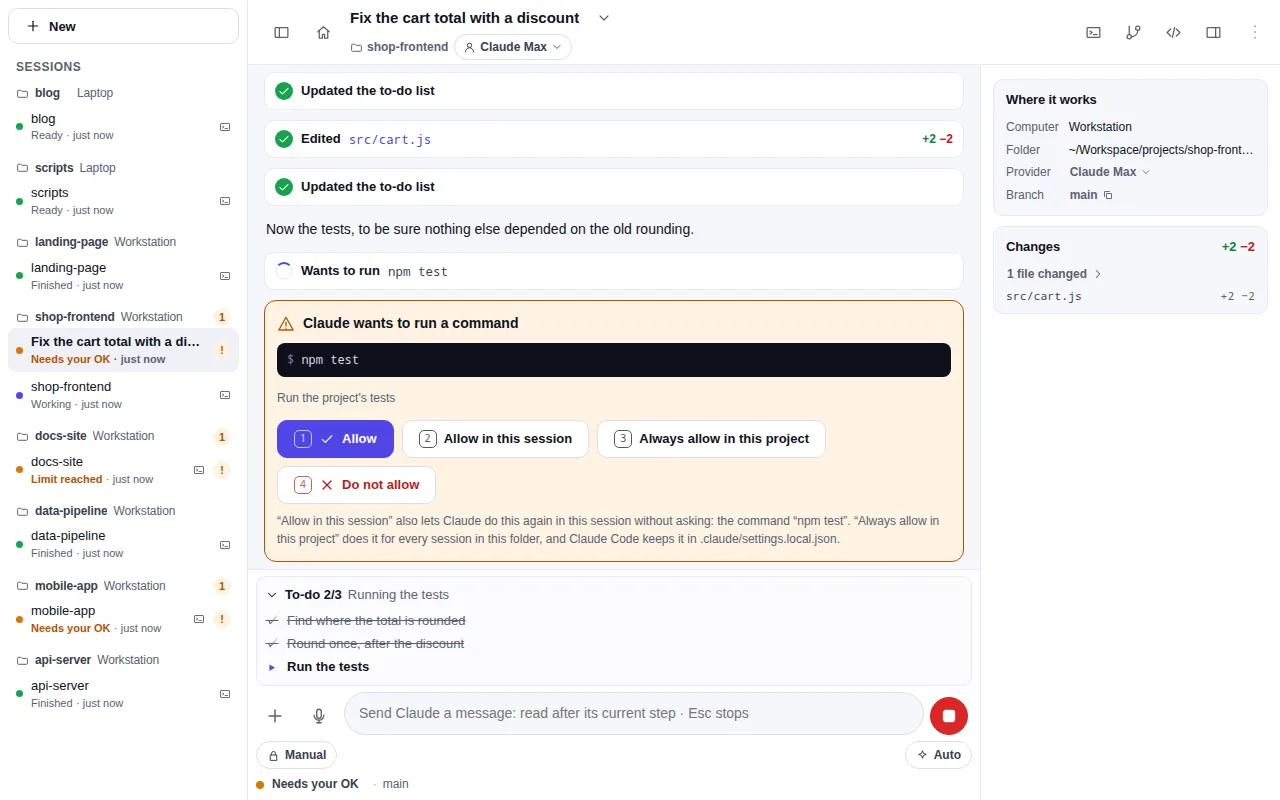 New
SESSIONS
blog Laptop
blog
Ready · just now
scripts Laptop
scripts
Ready · just now
landing-page Workstation
landing-page
Finished · just now
shop-frontend Workstation 1
Fix the cart total with a di…
Needs your OK · just now !
shop-frontend
Working · just now
docs-site Workstation 1
docs-site
Limit reached · just now !
data-pipeline Workstation
data-pipeline
Finished · just now
mobile-app Workstation 1
mobile-app
Needs your OK · just now !
api-server Workstation
api-server
Finished · just now
Fix the cart total with a discount
shop-frontend Claude Max
Updated the to-do list
Edited src/cart.js +2 −2
Updated the to-do list
Now the tests, to be sure nothing else depended on the old rounding.
Wants to run npm test
Claude wants to run a command
$ npm test
Run the project's tests
1 Allow 2 Allow in this session 3 Always allow in this project
4 Do not allow
“Allow in this session” also lets Claude do this again in this session without asking: the command “npm test”. “Always allow in
this project” does it for every session in this folder, and Claude Code keeps it in .claude/settings.local.json.
To-do 2/3 Running the tests
Find where the total is rounded
Round once, after the discount
Run the tests
Send Claude a message: read after its current step · Esc stops
Manual Auto
Needs your OK · main
Where it works
Computer Workstation
Folder ~/Workspace/projects/shop-front…
Provider Claude Max
Branch main
Changes +2 −2
1 file changed
src/cart.js +2 −2